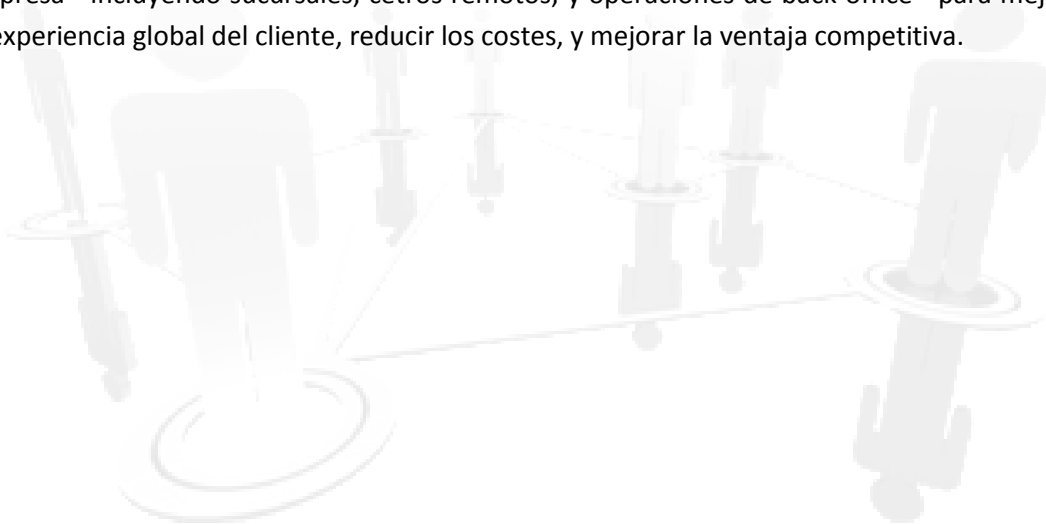 presa - incluyendo sucursales, cetros remotos, y operaciones de back office - para mej
experiencia global del cliente, reducir los costes, y mejorar la ventaja competitiva.